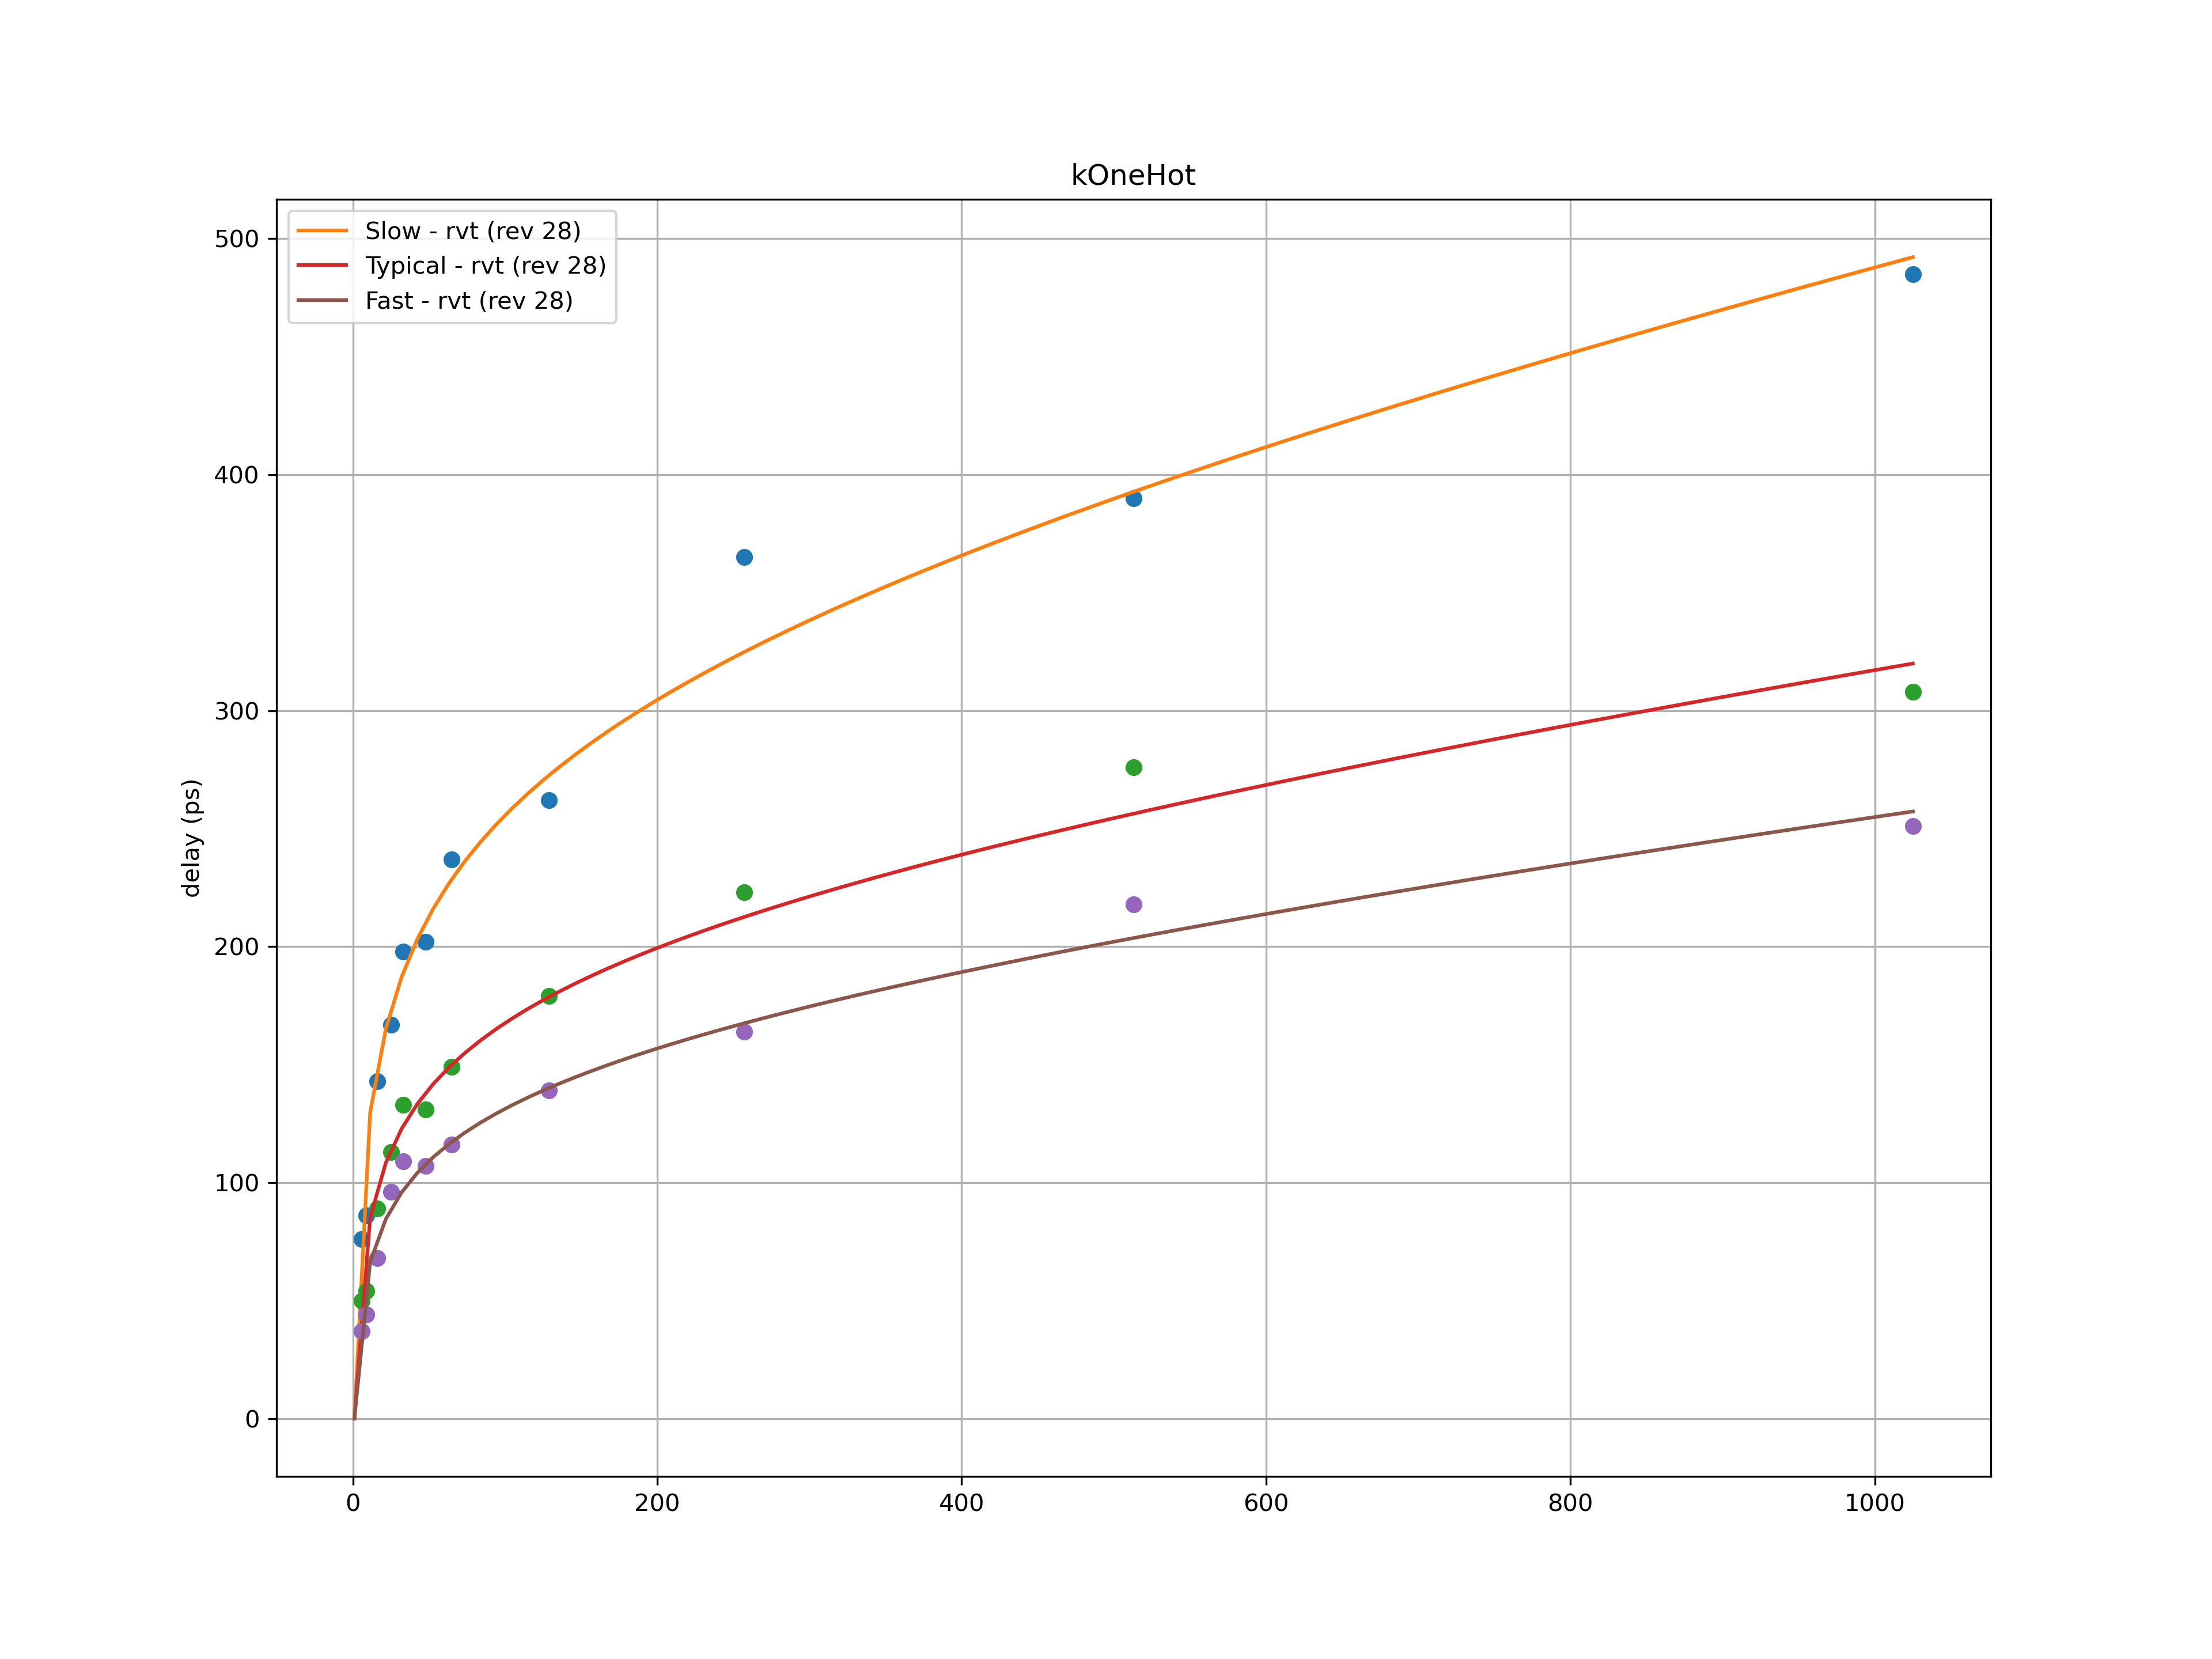 kOneHot
Slow - rvt (rev 28)
Typical - rvt (rev 28)
Fast - rvt (rev 28)
500
400
300
200
100
0
delay (ps)
0 200 400 600 800 1000